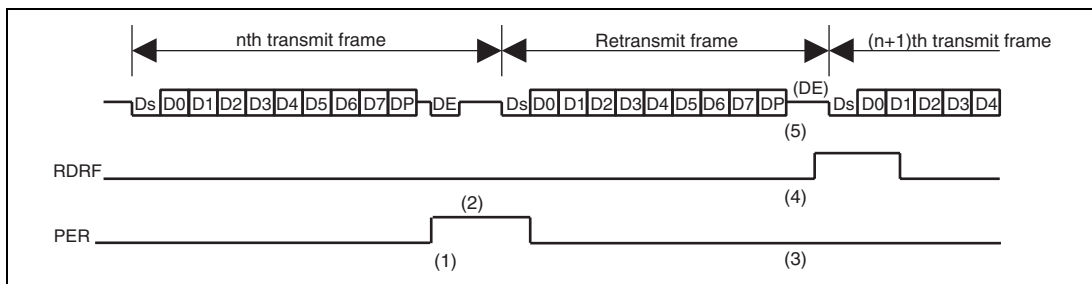 nth transmit frame Retransmit frame (n+1)th transmit frame
Ds D0 D1 D2 D3 D4 D5 D6 D7 DP DE Ds D0 D1 D2 D3 D4 D5 D6 D7 DP (DE) Ds D0 D1 D2 D3 D4
(5)
RDRF
(4)
(2)
PER
(1) (3)